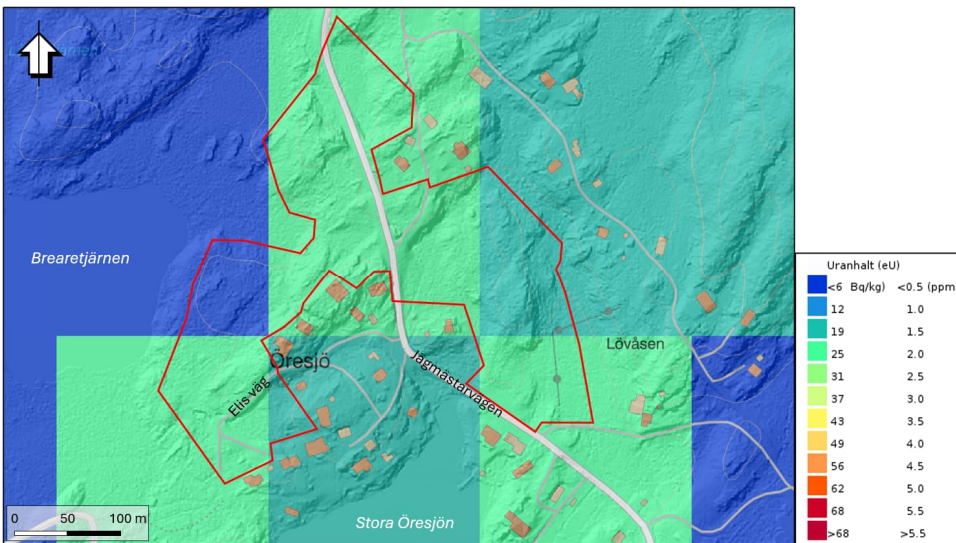 Brearetjärnen
Öresjö
Elis väg
Jägmästarvägen
Lövåsen
Stora Öresjön
0 50 100 m
Uranhalt (eU)
<6 Bq/kg) <0.5 (ppm
12 1.0
19 1.5
25 2.0
31 2.5
37 3.0
43 3.5
49 4.0
56 4.5
62 5.0
68 5.5
>68 >5.5